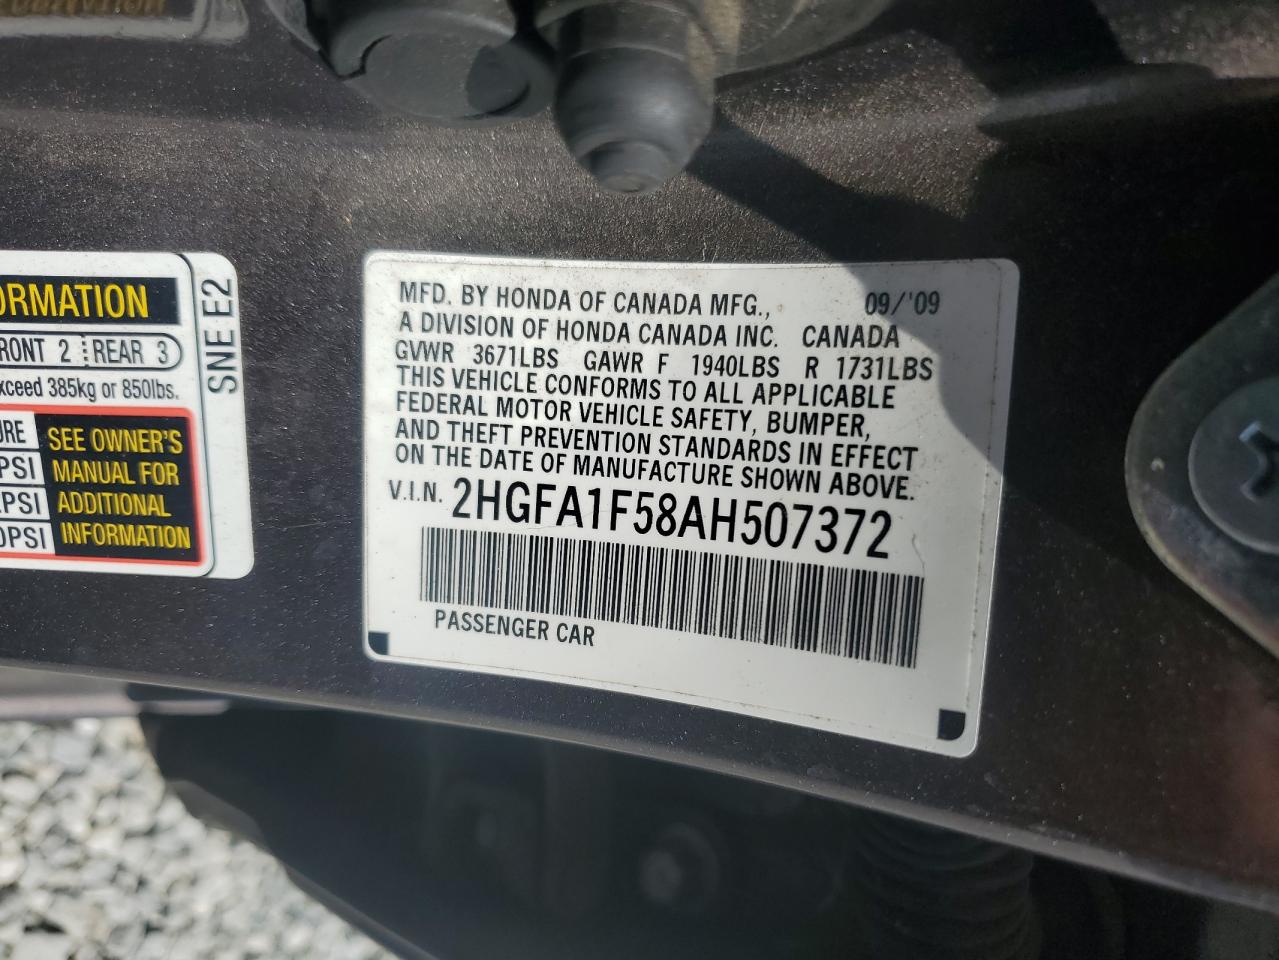 ORMATION
FRONT 2 REAR 3
exceed 385kg or 850lbs.
SEE OWNER'S
PSI MANUAL FOR
PSI ADDITIONAL
PSI INFORMATION
SNE E2
MFD. BY HONDA OF CANADA MFG., 09/'09
A DIVISION OF HONDA CANADA INC. CANADA
GVWR 3671LBS GAWR F 1940LBS R 1731LBS
THIS VEHICLE CONFORMS TO ALL APPLICABLE
FEDERAL MOTOR VEHICLE SAFETY, BUMPER,
AND THEFT PREVENTION STANDARDS IN EFFECT
ON THE DATE OF MANUFACTURE SHOWN ABOVE.
V.I.N. 2HGFA1F58AH507372
PASSENGER CAR